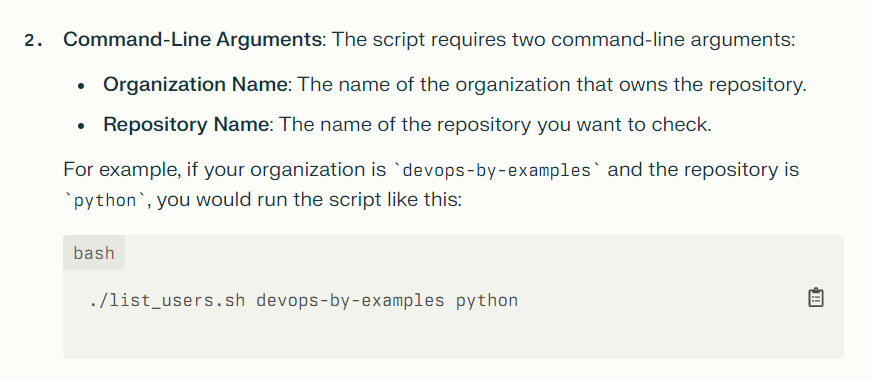 2. Command-Line Arguments: The script requires two command-line arguments:
• Organization Name: The name of the organization that owns the repository.
• Repository Name: The name of the repository you want to check.
For example, if your organization is `devops-by-examples` and the repository is
`python`, you would run the script like this:
bash
./list_users.sh devops-by-examples python